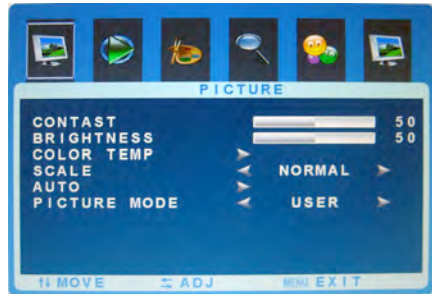 PICTURE
CONTAST 50
BRIGHTNESS 50
COLOR TEMP
SCALE NORMAL
AUTO
PICTURE MODE USER
MOVE ADJ MENU EXIT